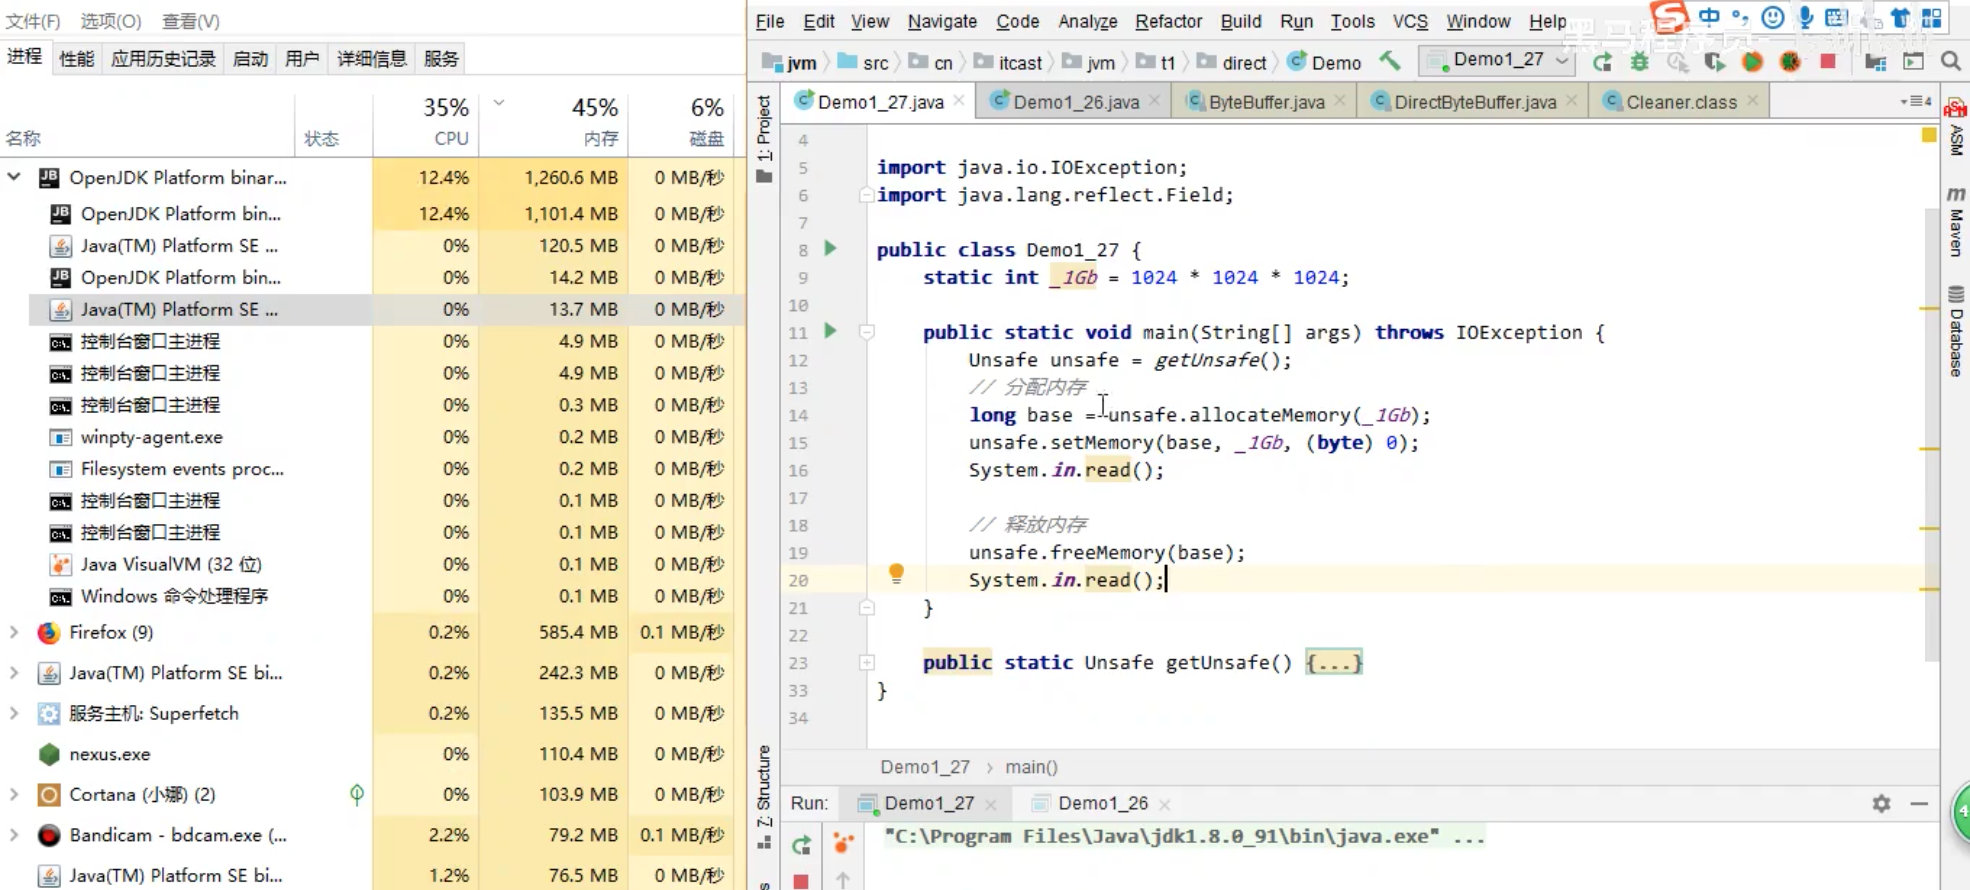 文件(F) 选项(O) 查看(V)
进程 性能 应用历史记录 启动 用户 详细信息 服务
35% 45% 6%
名称 状态 CPU 内存 磁盘
OpenJDK Platform binar... 12.4% 1,260.6 MB 0 MB/秒
OpenJDK Platform bin... 12.4% 1,101.4 MB 0 MB/秒
Java(TM) Platform SE ... 0% 120.5 MB 0 MB/秒
OpenJDK Platform bin... 0% 14.2 MB 0 MB/秒
Java(TM) Platform SE ... 0% 13.7 MB 0 MB/秒
控制台窗口主进程 0% 4.9 MB 0 MB/秒
控制台窗口主进程 0% 4.9 MB 0 MB/秒
控制台窗口主进程 0% 0.3 MB 0 MB/秒
winpty-agent.exe 0% 0.2 MB 0 MB/秒
Filesystem events proc... 0% 0.2 MB 0 MB/秒
控制台窗口主进程 0% 0.1 MB 0 MB/秒
控制台窗口主进程 0% 0.1 MB 0 MB/秒
Java VisualVM (32 位) 0% 0.1 MB 0 MB/秒
Windows 命令处理程序 0% 0.1 MB 0 MB/秒
Firefox (9) 0.2% 585.4 MB 0.1 MB/秒
Java(TM) Platform SE bi... 0.2% 242.3 MB 0 MB/秒
服务主机: Superfetch 0.2% 135.5 MB 0 MB/秒
nexus.exe 0% 110.4 MB 0 MB/秒
Cortana (小娜) (2) 0% 103.9 MB 0 MB/秒
Bandicam - bdcam.exe (... 2.2% 79.2 MB 0.1 MB/秒
Java(TM) Platform SE bi... 1.2% 76.5 MB 0 MB/秒
File Edit View Navigate Code Analyze Refactor Build Run Tools VCS Window Help
中
黑马程序员
jvm src cn itcast jvm t1 direct Demo Demo1_27
Demo1_27.java Demo1_26.java ByteBuffer.java DirectByteBuffer.java Cleaner.class
1: Project
4
5 import java.io.IOException;
6 import java.lang.reflect.Field;
7
8 public class Demo1_27 {
9 static int _1Gb = 1024 * 1024 * 1024;
10
11 public static void main(String[] args) throws IOException {
12 Unsafe unsafe = getUnsafe();
13 // 分配内存
14 long base = unsafe.allocateMemory(_1Gb);
15 unsafe.setMemory(base, _1Gb, (byte) 0);
16 System.in.read();
17
18 // 释放内存
19 unsafe.freeMemory(base);
20 System.in.read();
21 }
22
23 public static Unsafe getUnsafe() {...}
33 }
34
ASM
Maven
Database
Demo1_27 › main()
Z: Structure
Run: Demo1_27 Demo1_26
"C:\Program Files\Java\jdk1.8.0_91\bin\java.exe" ...